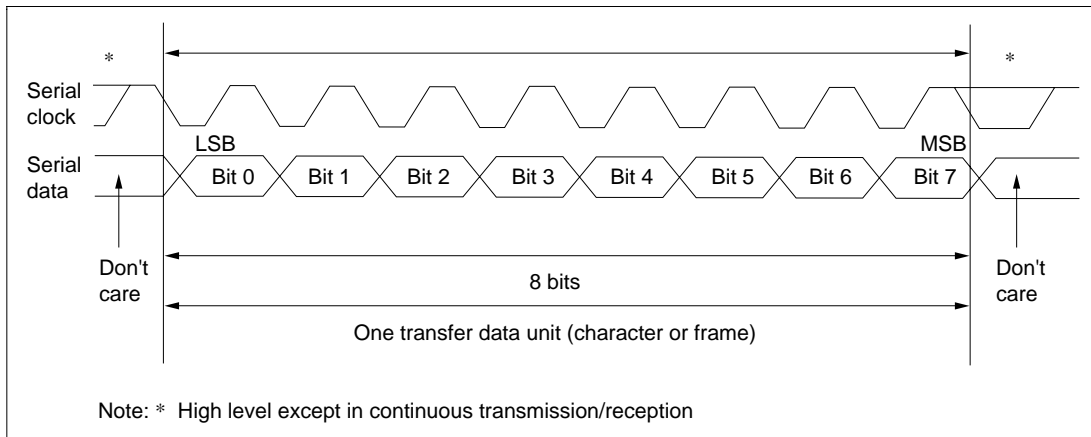 *
*
Serial
clock
LSB
MSB
Serial
data
Bit 0 Bit 1 Bit 2 Bit 3 Bit 4 Bit 5 Bit 6 Bit 7
Don't
care
8 bits
Don't
care
One transfer data unit (character or frame)
Note: * High level except in continuous transmission/reception